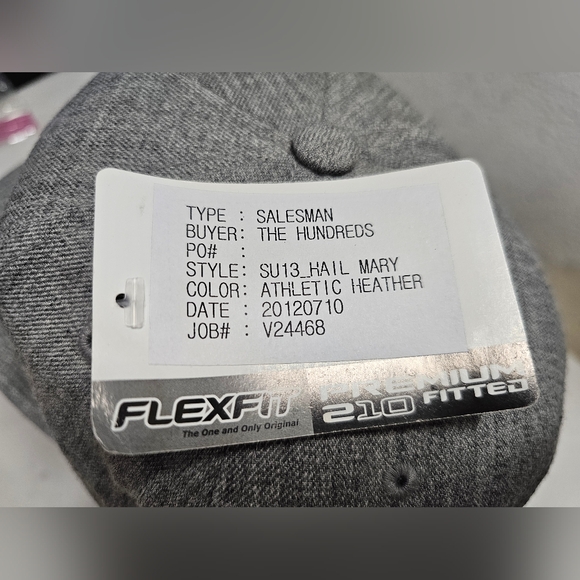 TYPE : SALESMAN
BUYER: THE HUNDREDS
PO# :
STYLE: SU13_HAIL MARY
COLOR: ATHLETIC HEATHER
DATE : 20120710
JOB# : V24468
FLEXFIT
The One and Only Original
PREMIUM
210 FITTED